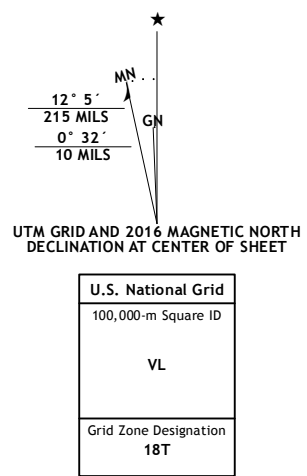 ★
MN
12° 5´
215 MILS
GN
0° 32´
10 MILS
UTM GRID AND 2016 MAGNETIC NORTH
DECLINATION AT CENTER OF SHEET
U.S. National Grid
100,000-m Square ID
VL
Grid Zone Designation
18T